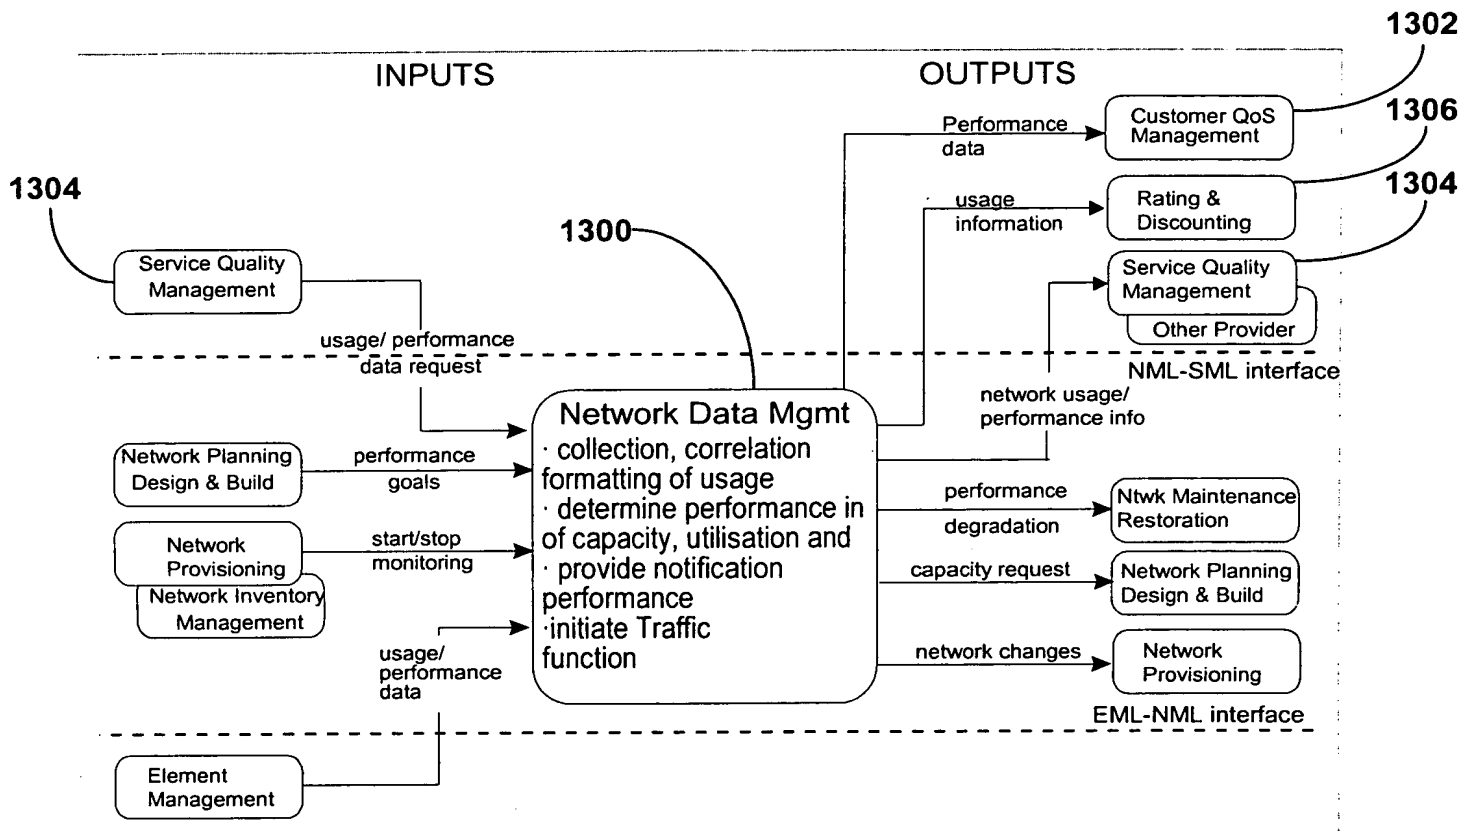 1302
INPUTS
OUTPUTS
1306
Performance
data
Customer QoS
Management
1304
1304
usage
information
Rating &
Discounting
1300
Service Quality
Management
Service Quality
Management
Other Provider
usage/ performance
data request
NML-SML interface
network usage/
performance info
Network Data Mgmt
· collection, correlation
formatting of usage
· determine performance in
of capacity, utilisation and
· provide notification
performance
·initiate Traffic
function
Network Planning
Design & Build
performance
goals
performance
degradation
Ntwk Maintenance
Restoration
Network
Provisioning
Network Inventory
Management
start/stop
monitoring
capacity request
Network Planning
Design & Build
usage/
performance
data
network changes
Network
Provisioning
EML-NML interface
Element
Management